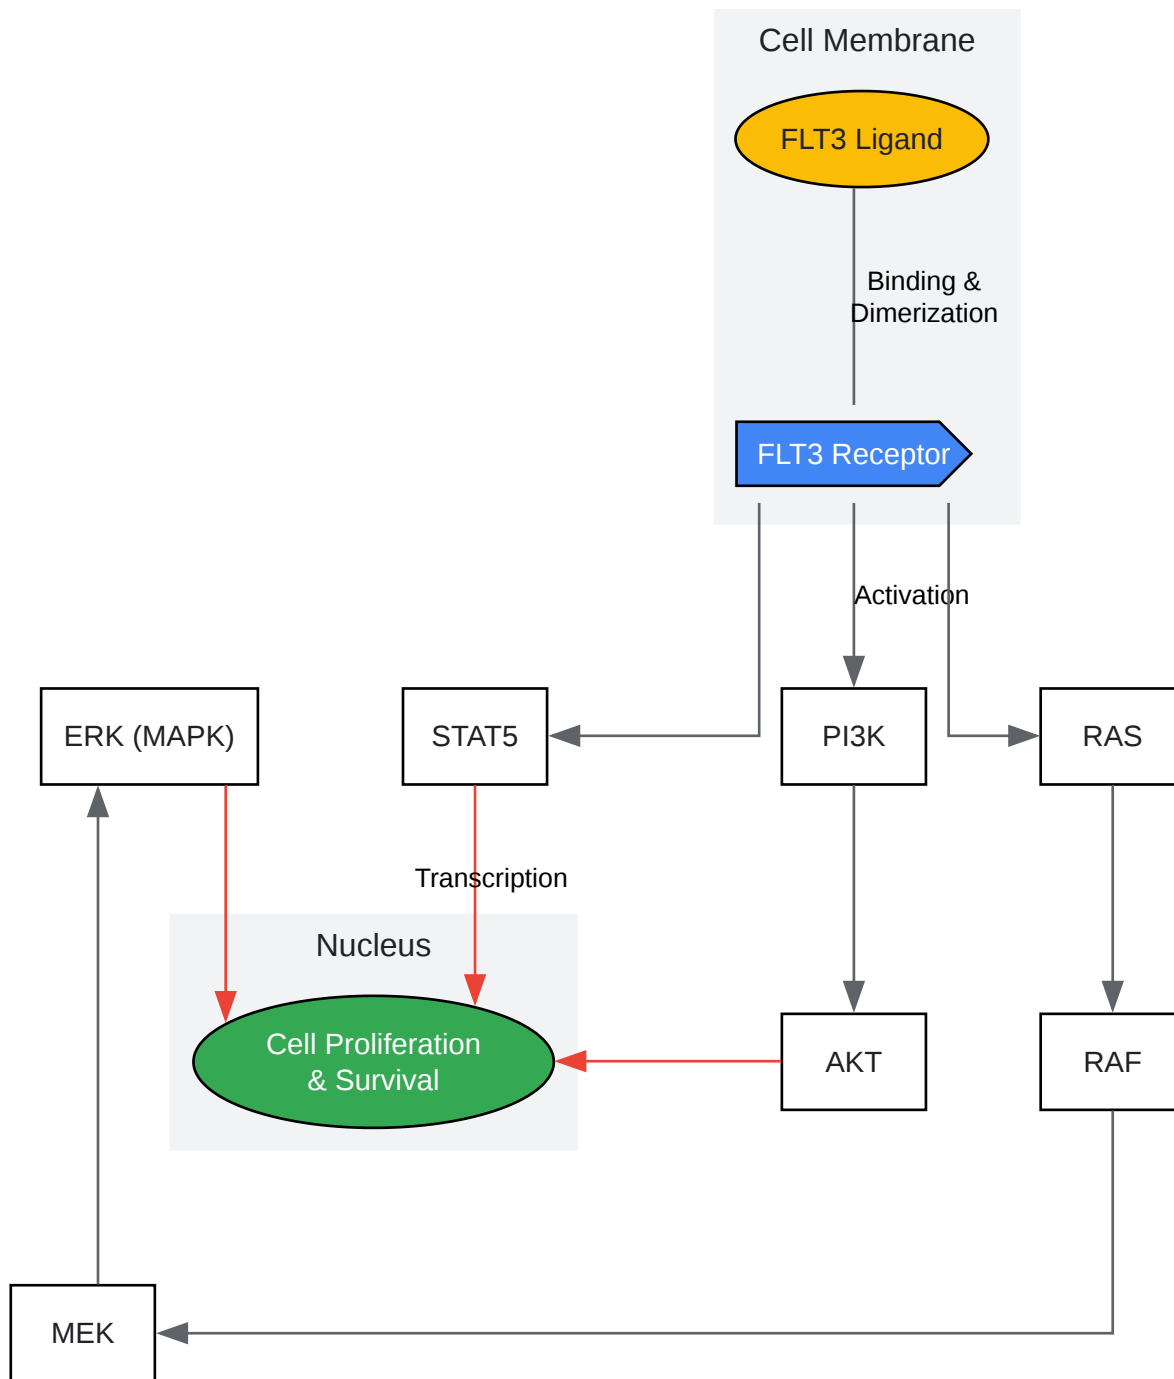 Cell Membrane
FLT3 Ligand
Binding &
Dimerization
FLT3 Receptor
Activation
ERK (MAPK)
STAT5
PI3K
RAS
Transcription
Nucleus
Cell Proliferation
& Survival
AKT
RAF
MEK